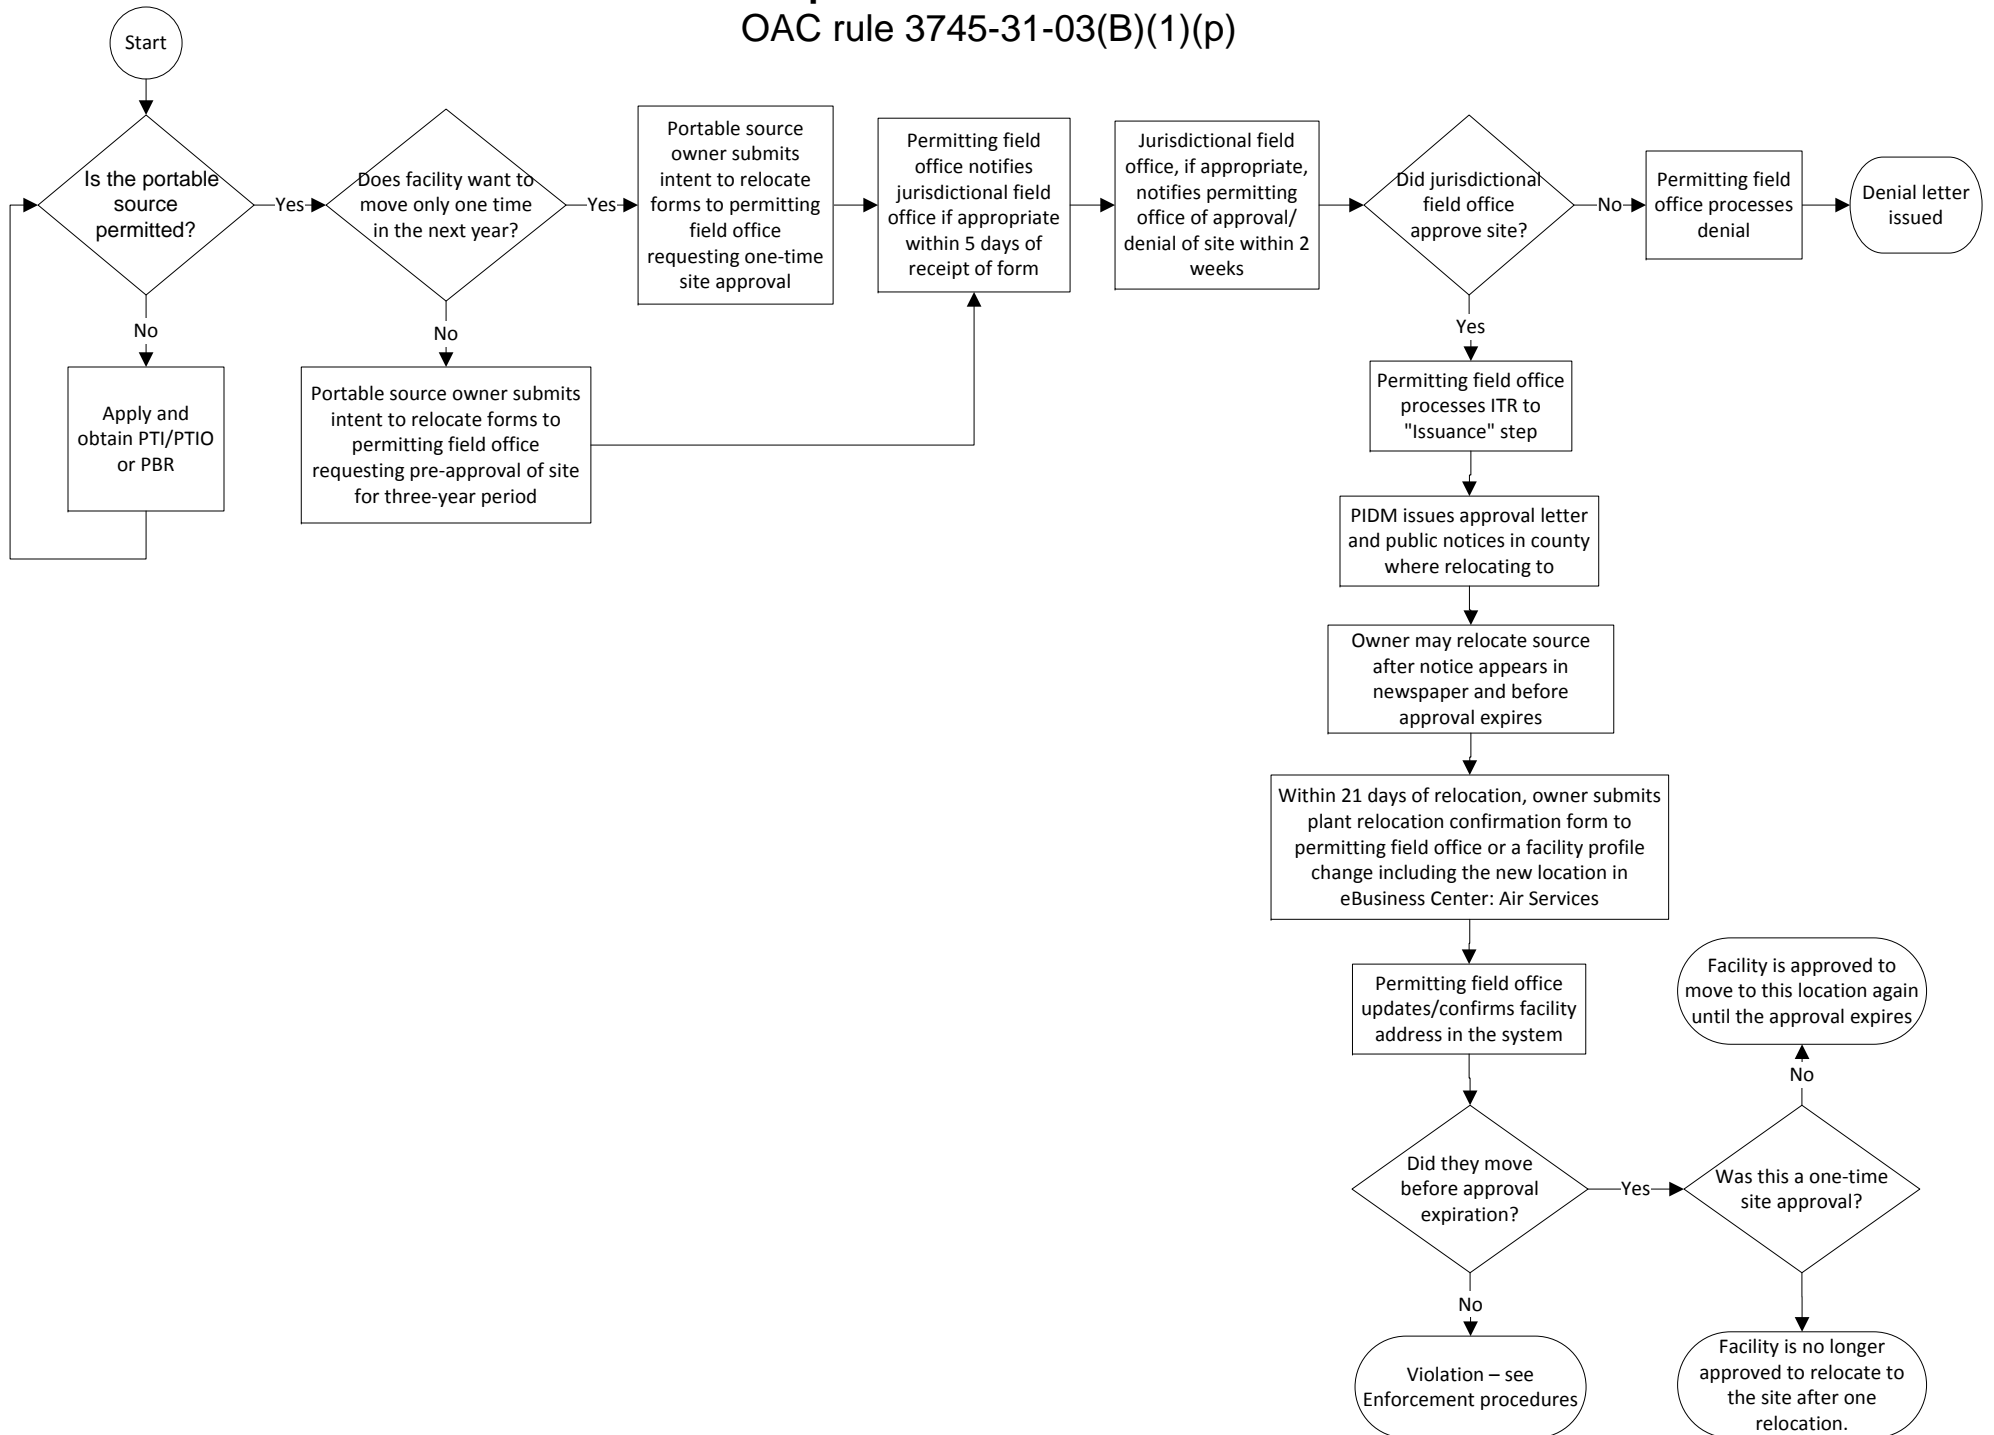 OAC rule 3745-31-03(B)(1)(p)
Start
Is the portable
source
permitted?
Yes
No
Apply and
obtain PTI/PTIO
or PBR
Does facility want to
move only one time
in the next year?
Yes
No
Portable source owner submits
intent to relocate forms to
permitting field office
requesting pre-approval of site
for three-year period
Portable source
owner submits
intent to relocate
forms to permitting
field office
requesting one-time
site approval
Permitting field
office notifies
jurisdictional field
office if appropriate
within 5 days of
receipt of form
Jurisdictional field
office, if appropriate,
notifies permitting
office of approval/
denial of site within 2
weeks
Did jurisdictional
field office
approve site?
No
Permitting field
office processes
denial
Denial letter
issued
Yes
Permitting field office
processes ITR to
"Issuance" step
PIDM issues approval letter
and public notices in county
where relocating to
Owner may relocate source
after notice appears in
newspaper and before
approval expires
Within 21 days of relocation, owner submits
plant relocation confirmation form to
permitting field office or a facility profile
change including the new location in
eBusiness Center: Air Services
Permitting field office
updates/confirms facility
address in the system
Did they move
before approval
expiration?
Yes
No
Violation – see
Enforcement procedures
Was this a one-time
site approval?
No
Facility is approved to
move to this location again
until the approval expires
Facility is no longer
approved to relocate to
the site after one
relocation.